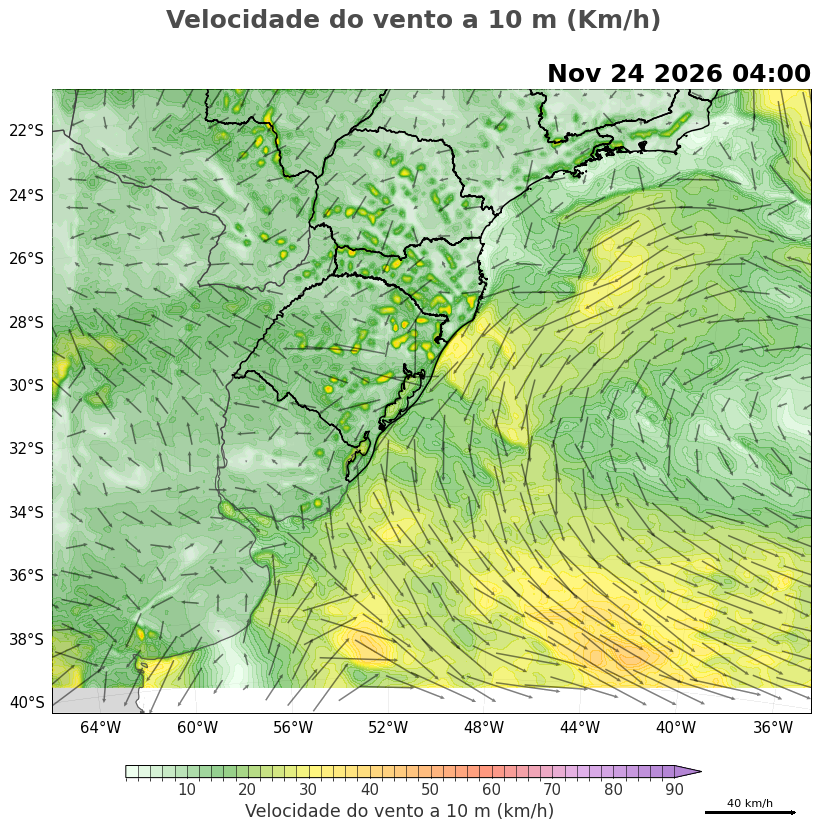 Velocidade do vento a 10 m (Km/h)
Nov 24 2026 04:00
22°S
24°S
26°S
28°S
30°S
32°S
34°S
36°S
38°S
40°S
64°W 60°W 56°W 52°W 48°W 44°W 40°W 36°W
10 20 30 40 50 60 70 80 90
Velocidade do vento a 10 m (km/h)
40 km/h